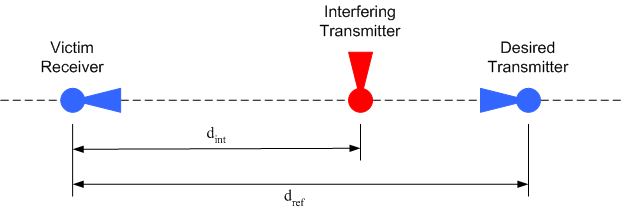 Victim
Receiver
Interfering
Transmitter
Desired
Transmitter
dint
dref